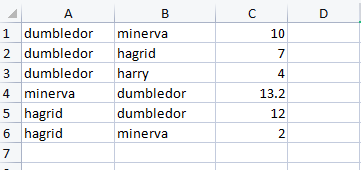 A B C D
1 dumbledor minerva 10
2 dumbledor hagrid 7
3 dumbledor harry 4
4 minerva dumbledor 13.2
5 hagrid dumbledor 12
6 hagrid minerva 2
7